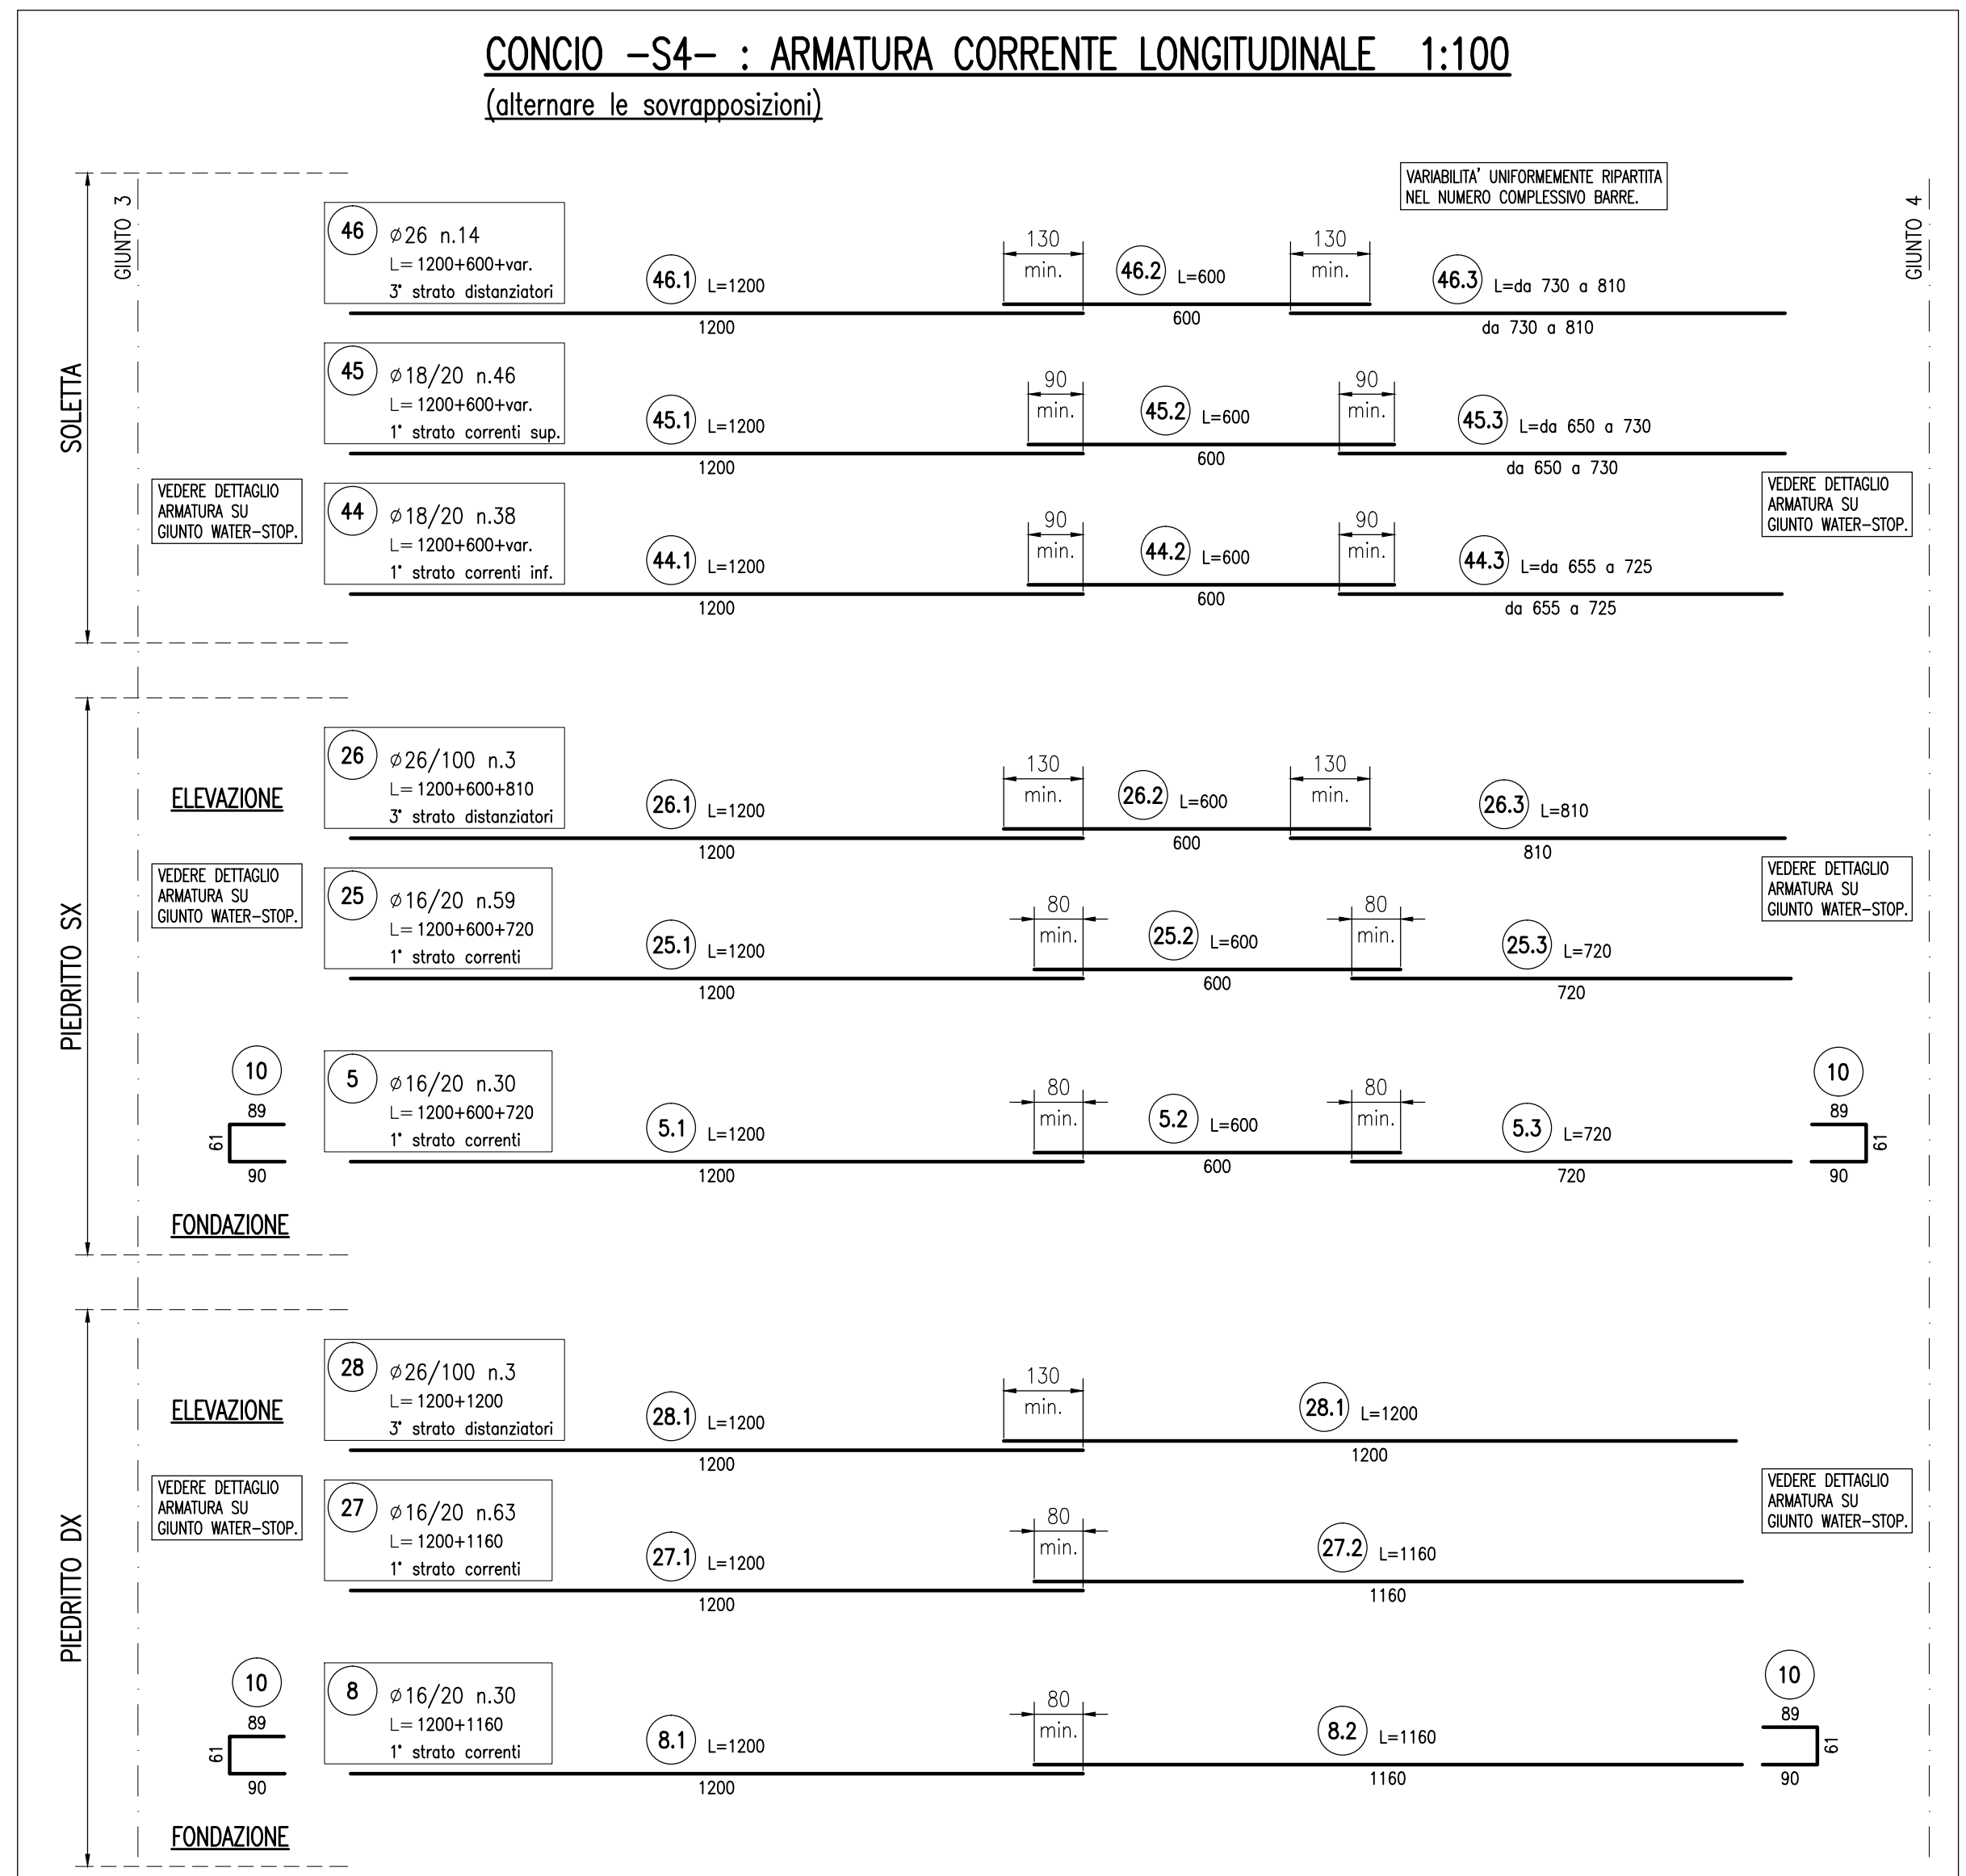 CONCIO -S4- : ARMATURA CORRENTE LONGITUDINALE 1:100
(alternare le sovrapposizioni)
SOLETTA
GIUNTO 3
GIUNTO 4
VARIABILITA' UNIFORMEMENTE RIPARTITA
NEL NUMERO COMPLESSIVO BARRE.
46
ø26 n.14
L=1200+600+var.
3° strato distanziatori
46.1 L=1200
1200
130
min.
46.2 L=600
600
130
min.
46.3 L=da 730 a 810
da 730 a 810
45
ø18/20 n.46
L=1200+600+var.
1° strato correnti sup.
45.1 L=1200
1200
90
min.
45.2 L=600
600
90
min.
45.3 L=da 650 a 730
da 650 a 730
VEDERE DETTAGLIO
ARMATURA SU
GIUNTO WATER-STOP.
44
ø18/20 n.38
L=1200+600+var.
1° strato correnti inf.
44.1 L=1200
1200
90
min.
44.2 L=600
600
90
min.
44.3 L=da 655 a 725
da 655 a 725
VEDERE DETTAGLIO
ARMATURA SU
GIUNTO WATER-STOP.
PIEDRITTO SX
ELEVAZIONE
26
ø26/100 n.3
L=1200+600+810
3° strato distanziatori
26.1 L=1200
1200
130
min.
26.2 L=600
600
130
min.
26.3 L=810
810
VEDERE DETTAGLIO
ARMATURA SU
GIUNTO WATER-STOP.
25
ø16/20 n.59
L=1200+600+720
1° strato correnti
25.1 L=1200
1200
80
min.
25.2 L=600
600
80
min.
25.3 L=720
720
VEDERE DETTAGLIO
ARMATURA SU
GIUNTO WATER-STOP.
10
89
61
90
5
ø16/20 n.30
L=1200+600+720
1° strato correnti
5.1 L=1200
1200
80
min.
5.2 L=600
600
80
min.
5.3 L=720
720
10
89
61
90
FONDAZIONE
PIEDRITTO DX
ELEVAZIONE
28
ø26/100 n.3
L=1200+1200
3° strato distanziatori
28.1 L=1200
1200
130
min.
28.1 L=1200
1200
VEDERE DETTAGLIO
ARMATURA SU
GIUNTO WATER-STOP.
27
ø16/20 n.63
L=1200+1160
1° strato correnti
27.1 L=1200
1200
80
min.
27.2 L=1160
1160
VEDERE DETTAGLIO
ARMATURA SU
GIUNTO WATER-STOP.
10
89
61
90
8
ø16/20 n.30
L=1200+1160
1° strato correnti
8.1 L=1200
1200
80
min.
8.2 L=1160
1160
10
89
61
90
FONDAZIONE